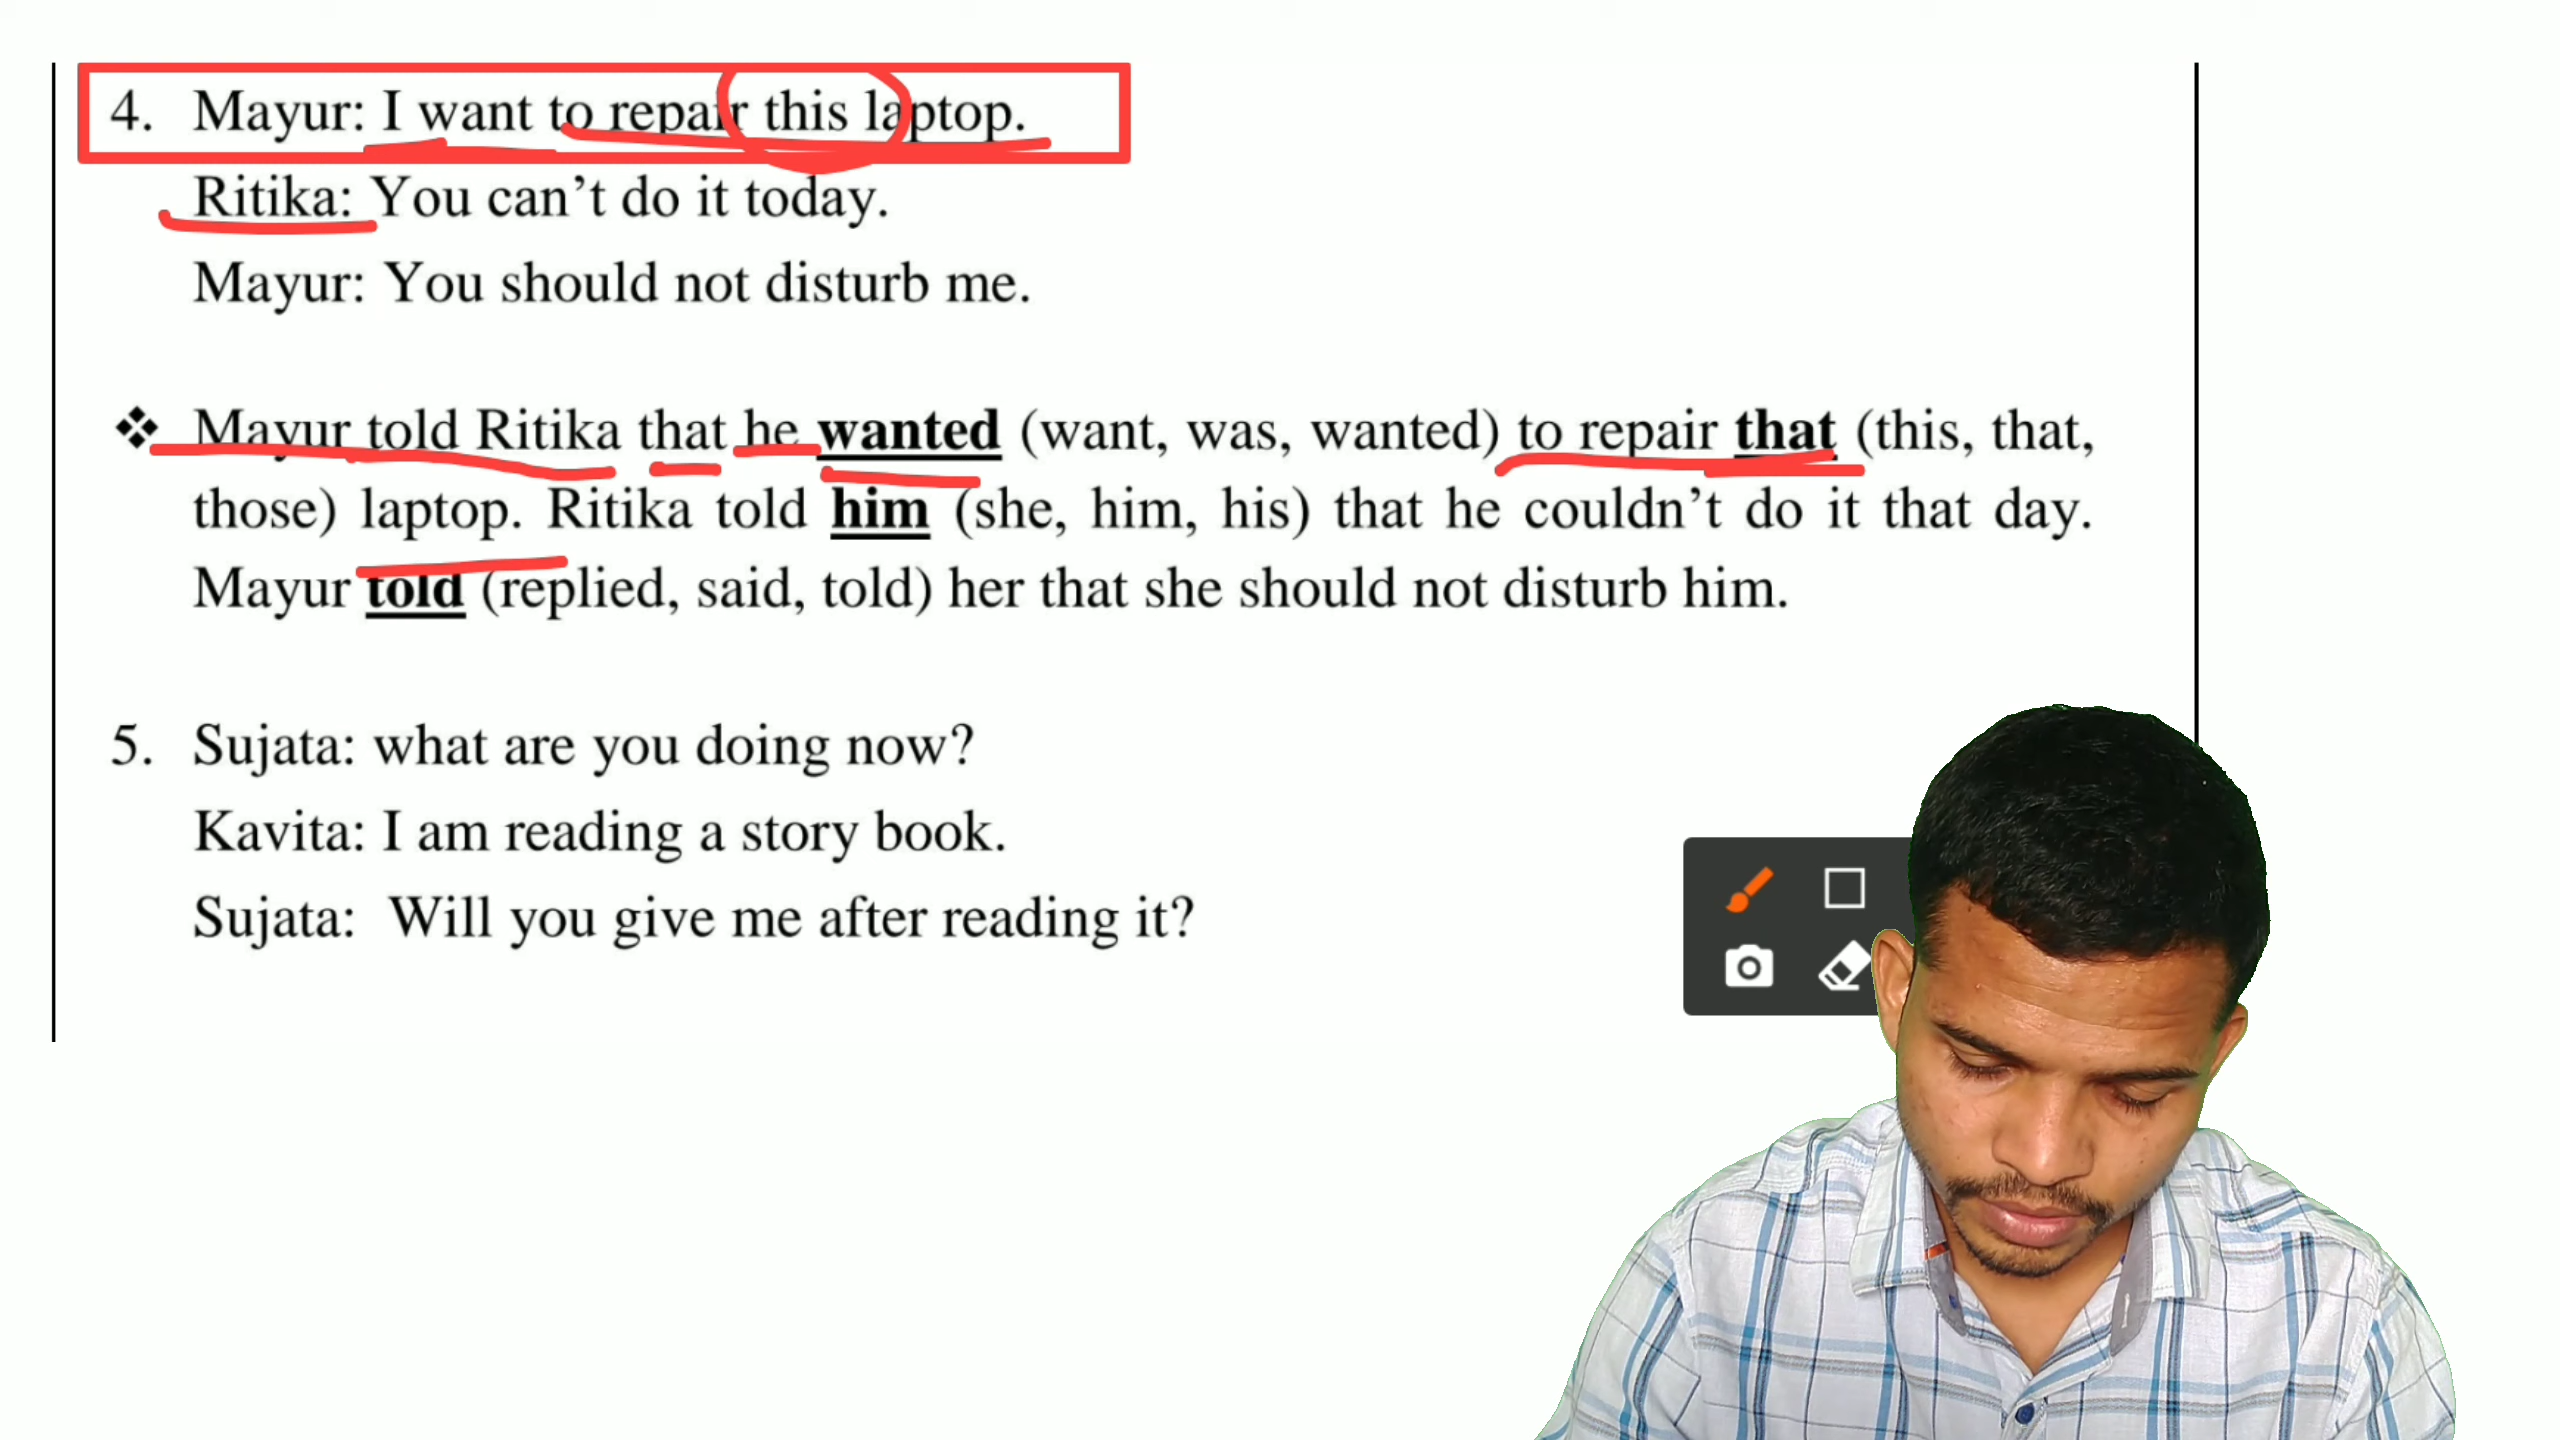 4. Mayur: I want to repair this laptop.
Ritika: You can’t do it today.
Mayur: You should not disturb me.
❖ Mayur told Ritika that he wanted (want, was, wanted) to repair that (this, that,
those) laptop. Ritika told him (she, him, his) that he couldn’t do it that day.
Mayur told (replied, said, told) her that she should not disturb him.
5. Sujata: what are you doing now?
Kavita: I am reading a story book.
Sujata: Will you give me after reading it?